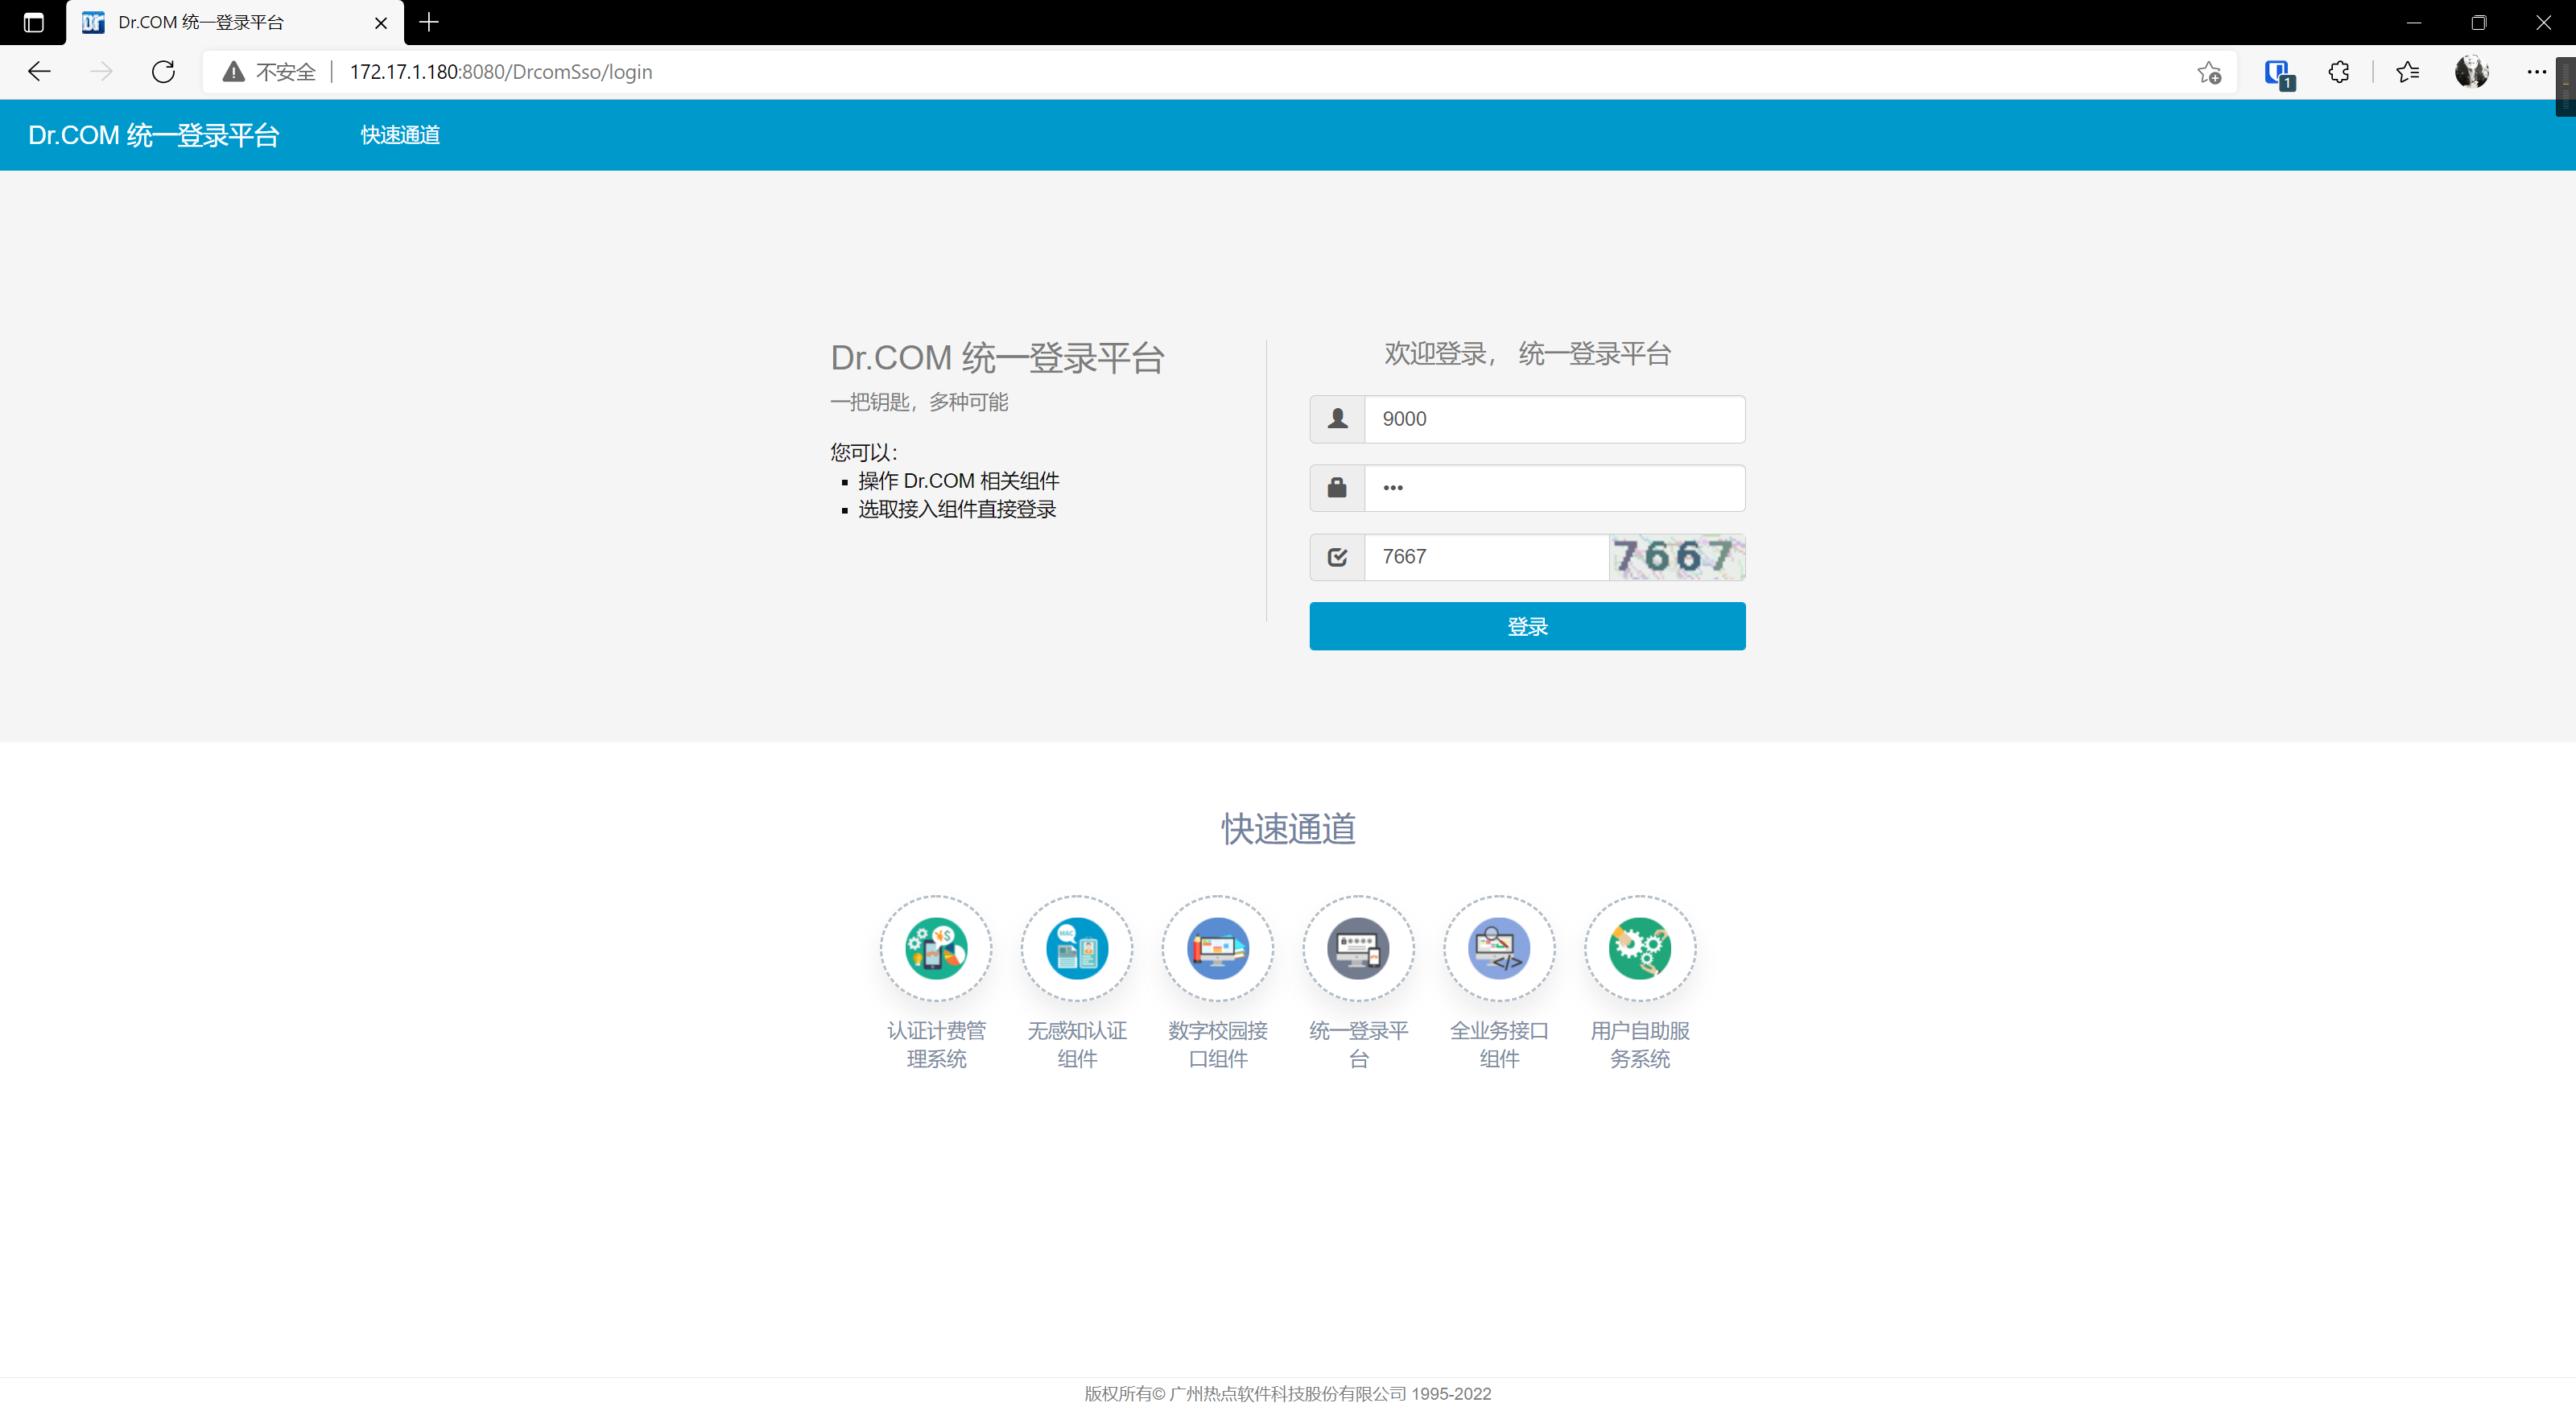 Dr.COM 统一登录平台
不安全
172.17.1.180:8080/DrcomSso/login
1
Dr.COM 统一登录平台
快速通道
Dr.COM 统一登录平台
一把钥匙，多种可能
您可以：
操作 Dr.COM 相关组件
选取接入组件直接登录
欢迎登录， 统一登录平台
9000
•••
7667
7667
登录
快速通道
认证计费管
理系统
无感知认证
组件
数字校园接
口组件
统一登录平
台
全业务接口
组件
用户自助服
务系统
版权所有© 广州热点软件科技股份有限公司 1995-2022